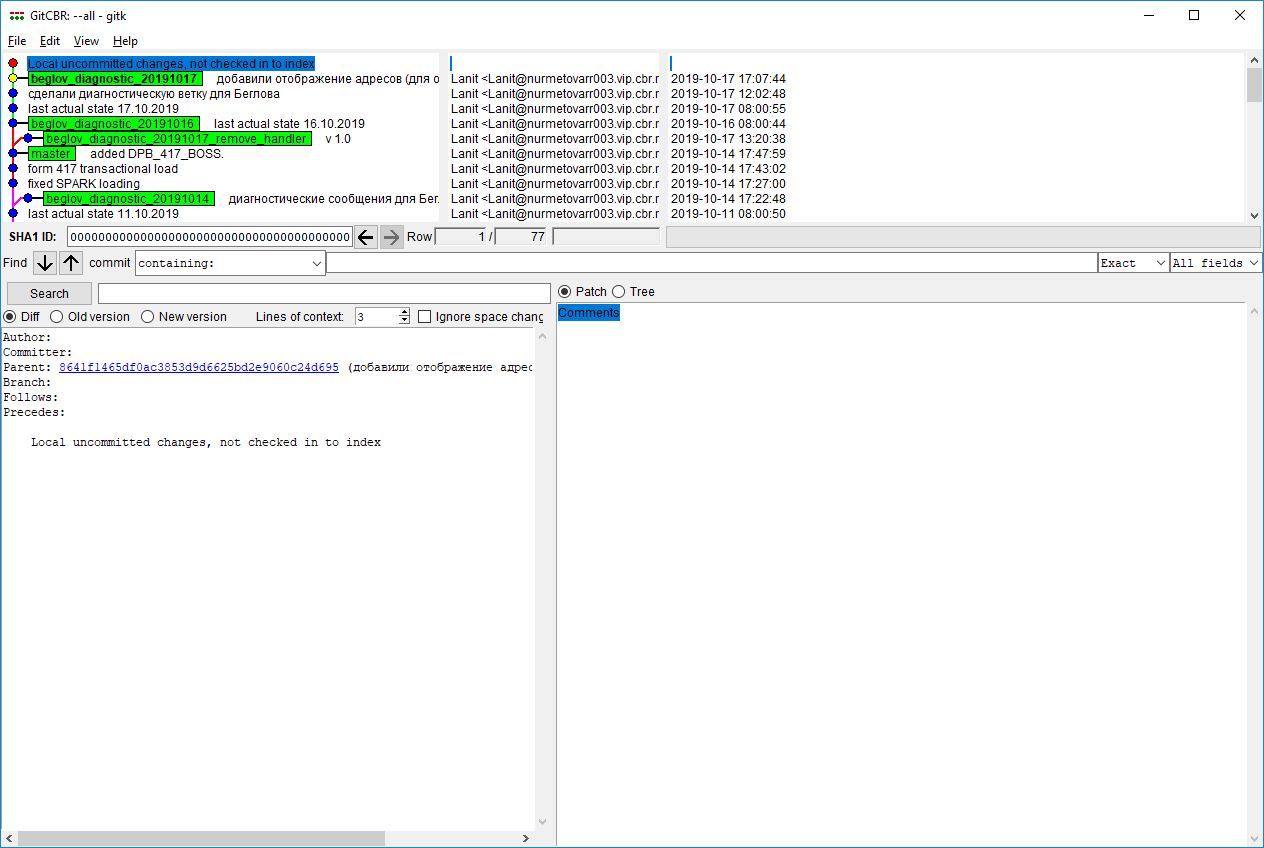 GitCBR: --all - gitk
File Edit View Help
Local uncommitted changes, not checked in to index
beglov_diagnostic_20191017 добавили отображение адресов (для о Lanit <Lanit@nurmetovarr003.vip.cbr.r 2019-10-17 17:07:44
сделали диагностическую ветку для Беглова Lanit <Lanit@nurmetovarr003.vip.cbr.r 2019-10-17 12:02:48
last actual state 17.10.2019 Lanit <Lanit@nurmetovarr003.vip.cbr.r 2019-10-17 08:00:55
beglov_diagnostic_20191016 last actual state 16.10.2019 Lanit <Lanit@nurmetovarr003.vip.cbr.r 2019-10-16 08:00:44
beglov_diagnostic_20191017_remove_handler v 1.0 Lanit <Lanit@nurmetovarr003.vip.cbr.r 2019-10-17 13:20:38
master added DPB_417_BOSS. Lanit <Lanit@nurmetovarr003.vip.cbr.r 2019-10-14 17:47:59
form 417 transactional load Lanit <Lanit@nurmetovarr003.vip.cbr.r 2019-10-14 17:43:02
fixed SPARK loading Lanit <Lanit@nurmetovarr003.vip.cbr.r 2019-10-14 17:27:00
beglov_diagnostic_20191014 диагностические сообщения для Бег Lanit <Lanit@nurmetovarr003.vip.cbr.r 2019-10-14 17:22:48
last actual state 11.10.2019 Lanit <Lanit@nurmetovarr003.vip.cbr.r 2019-10-11 08:00:50
SHA1 ID: 0000000000000000000000000000000000000000 Row 1 / 77
Find commit containing: Exact All fields
Search Patch Tree
Diff Old version New version Lines of context: 3 Ignore space chang
Comments
Author:
Committer:
Parent: 8641f1465df0ac3853d9d6625bd2e9060c24d695 (добавили отображение адрес
Branch:
Follows:
Precedes:
Local uncommitted changes, not checked in to index